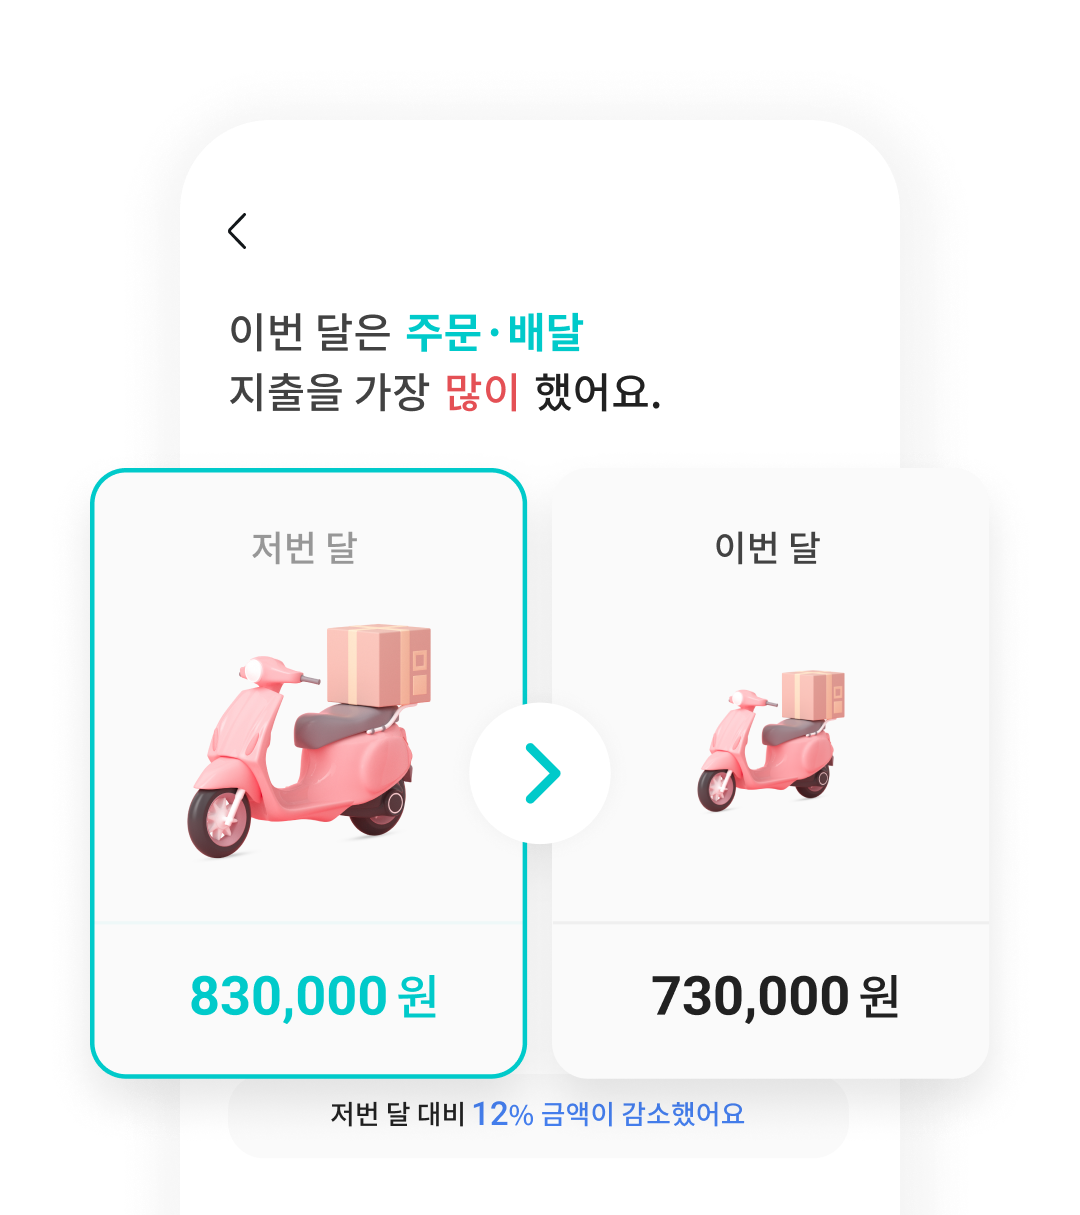 이번 달은 주문·배달
지출을 가장 많이 했어요.
저번 달
이번 달
830,000 원
730,000 원
저번 달 대비 12% 금액이 감소했어요